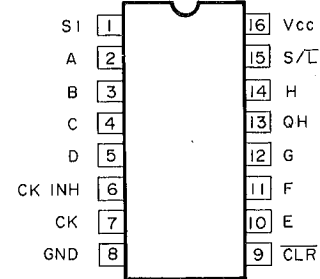 SI 1 16 Vcc
A 2 15 S/L̅
B 3 14 H
C 4 13 QH
D 5 12 G
CK INH 6 11 F
CK 7 10 E
GND 8 9 C̅L̅R̅